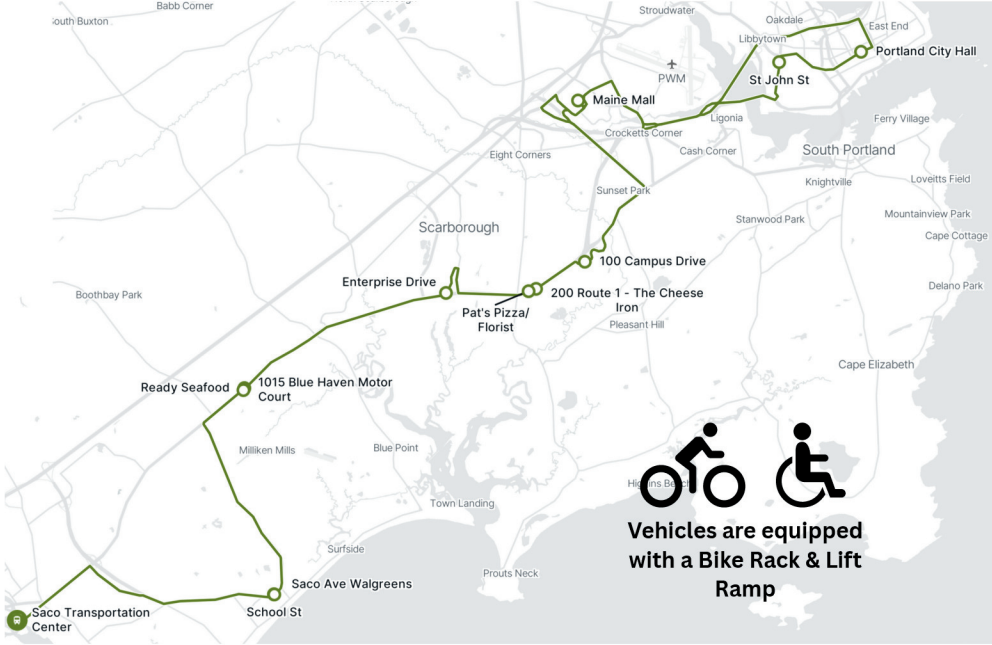 Babb Corner
South Buxton
Stroudwater
Oakdale
East End
Libbytown
Portland City Hall
PWM
St John St
Maine Mall
Ligonia
Ferry Village
Crocketts Corner
Cash Corner
South Portland
Eight Corners
Knightville
Loveitts Field
Sunset Park
Stanwood Park
Mountainview Park
Scarborough
Cape Cottage
100 Campus Drive
Enterprise Drive
Delano Park
Boothbay Park
200 Route 1 - The Cheese
Iron
Pat's Pizza/
Florist
Pleasant Hill
Cape Elizabeth
Ready Seafood
1015 Blue Haven Motor
Court
Milliken Mills
Blue Point
Higgins Beach
Town Landing
Vehicles are equipped
with a Bike Rack & Lift
Ramp
Surfside
Prouts Neck
Saco Ave Walgreens
School St
Saco Transportation
Center